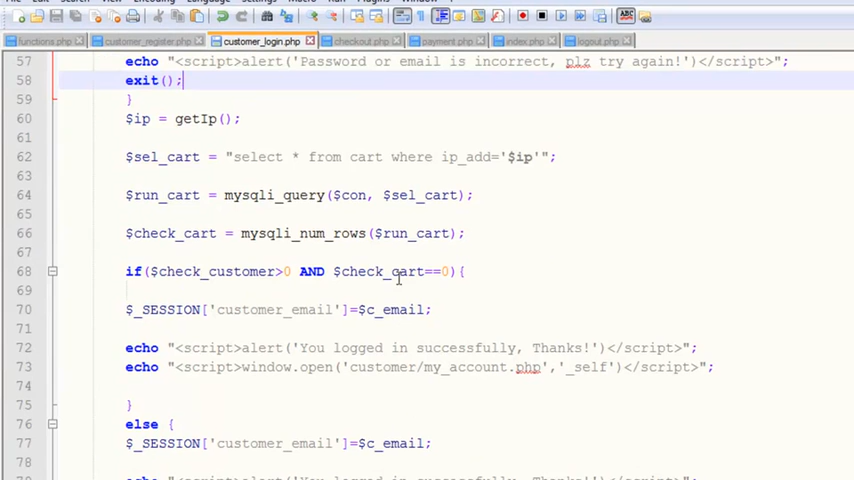 functions.php customer_register.php customer_login.php checkout.php payment.php index.php logout.php
57 echo "<script>alert('Password or email is incorrect, plz try again!')</script>";
58 exit();
59 }
60 $ip = getIp();
61
62 $sel_cart = "select * from cart where ip_add='$ip'";
63
64 $run_cart = mysqli_query($con, $sel_cart);
65
66 $check_cart = mysqli_num_rows($run_cart);
67
68 if($check_customer>0 AND $check_cart==0){
69
70 $_SESSION['customer_email']=$c_email;
71
72 echo "<script>alert('You logged in successfully, Thanks!')</script>";
73 echo "<script>window.open('customer/my_account.php','_self')</script>";
74
75 }
76 else {
77 $_SESSION['customer_email']=$c_email;
78